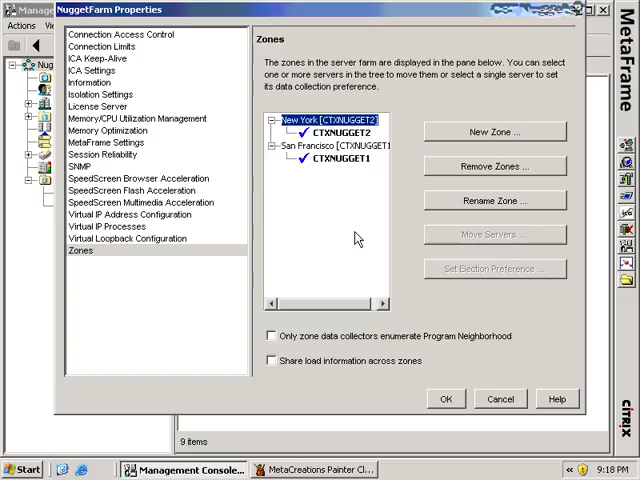 Manage
NuggetFarm Properties
Actions
Connection Access Control
Connection Limits
ICA Keep-Alive
ICA Settings
Information
License Server
Memory/CPU Utilization Management
Memory Optimization
MetaFrame Settings
Isolation Settings
Session Reliability
SNMP
SpeedScreen Browser Acceleration
SpeedScreen Flash Acceleration
SpeedScreen Multimedia Acceleration
Virtual IP Address Configuration
Virtual IP Processes
Virtual Loopback Configuration
Zones
Zones
The zones in the server farm are displayed in the pane below. You can select
one or more servers in the tree to move them or select a single server to set
its data collection preference.
New York [CTXNUGGET2]
CTXNUGGET2
San Francisco [CTXNUGGET1
CTXNUGGET1
New Zone ...
Remove Zones ...
Rename Zone ...
Move Servers ...
Set Election Preference ...
Only zone data collectors enumerate Program Neighborhood
Share load information across zones
OK
Cancel
Help
9 items
MetaFrame
CITRIX
Start
Management Console...
MetaCreations Painter Cl...
«
9:18 PM